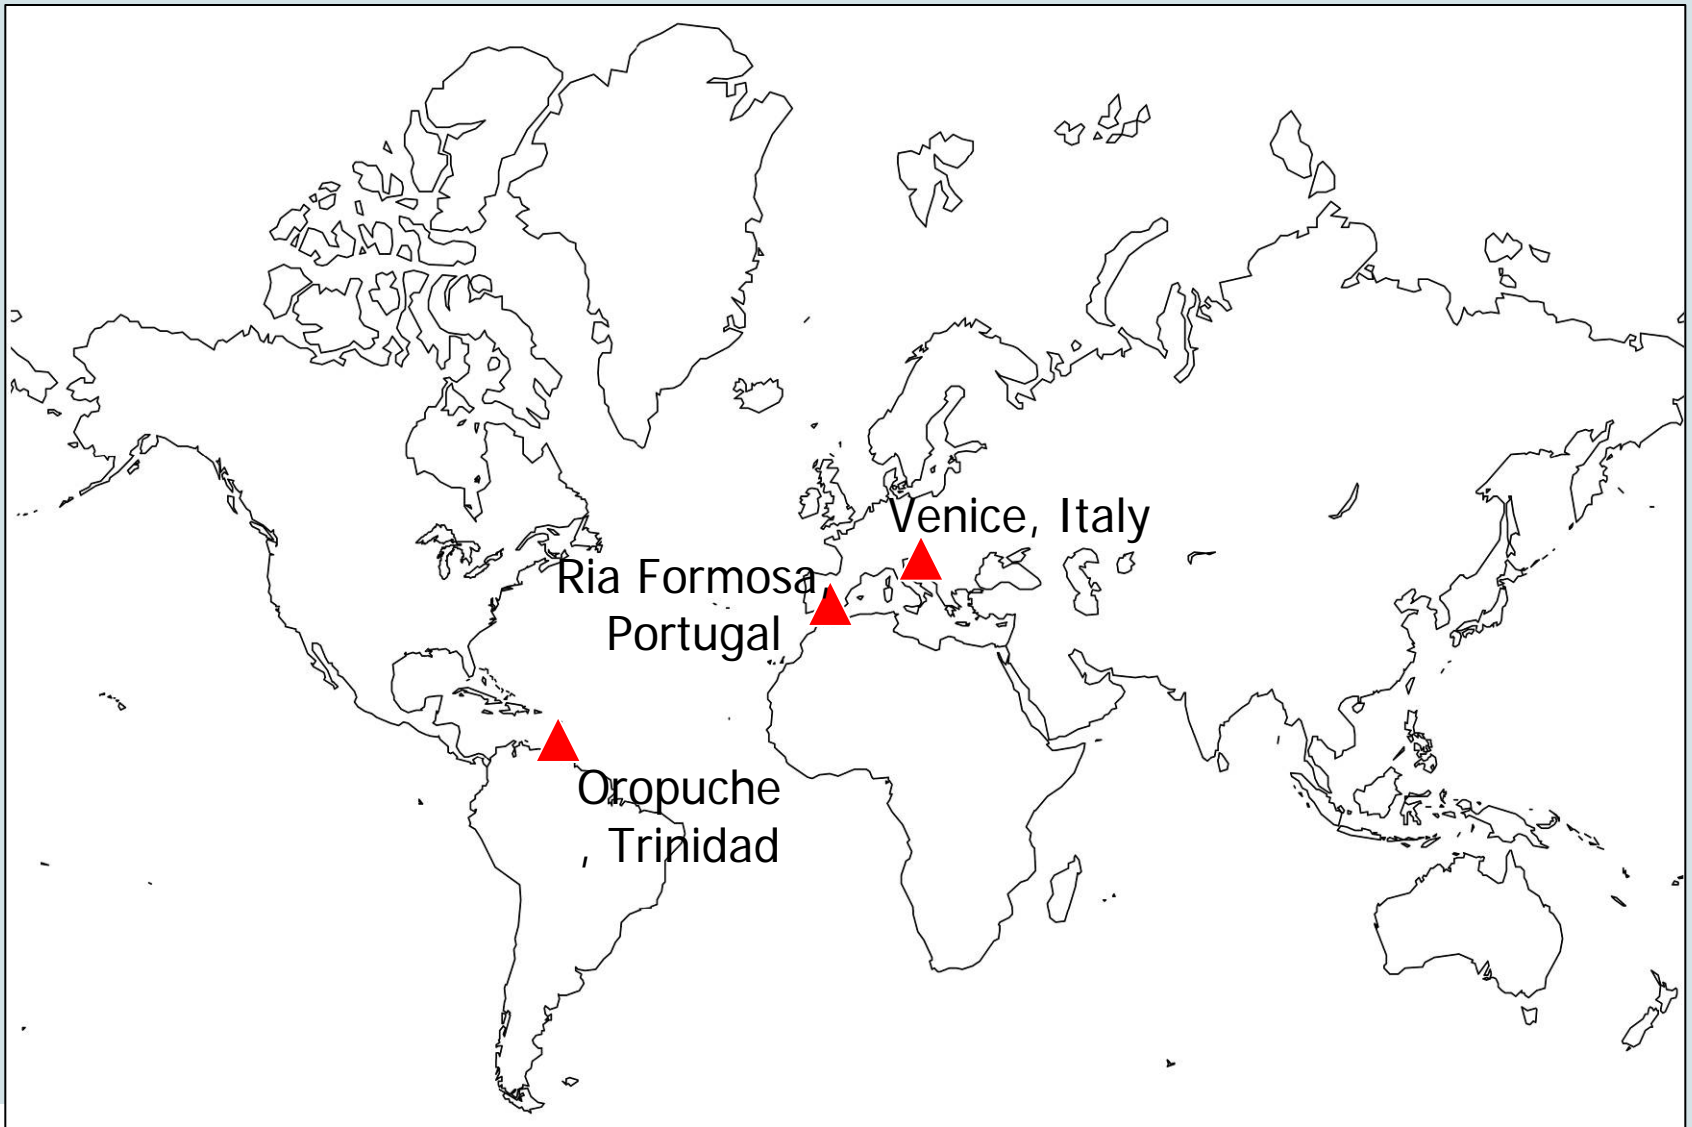 Venice, Italy
Ria Formosa,
Portugal
Oropuche
, Trinidad